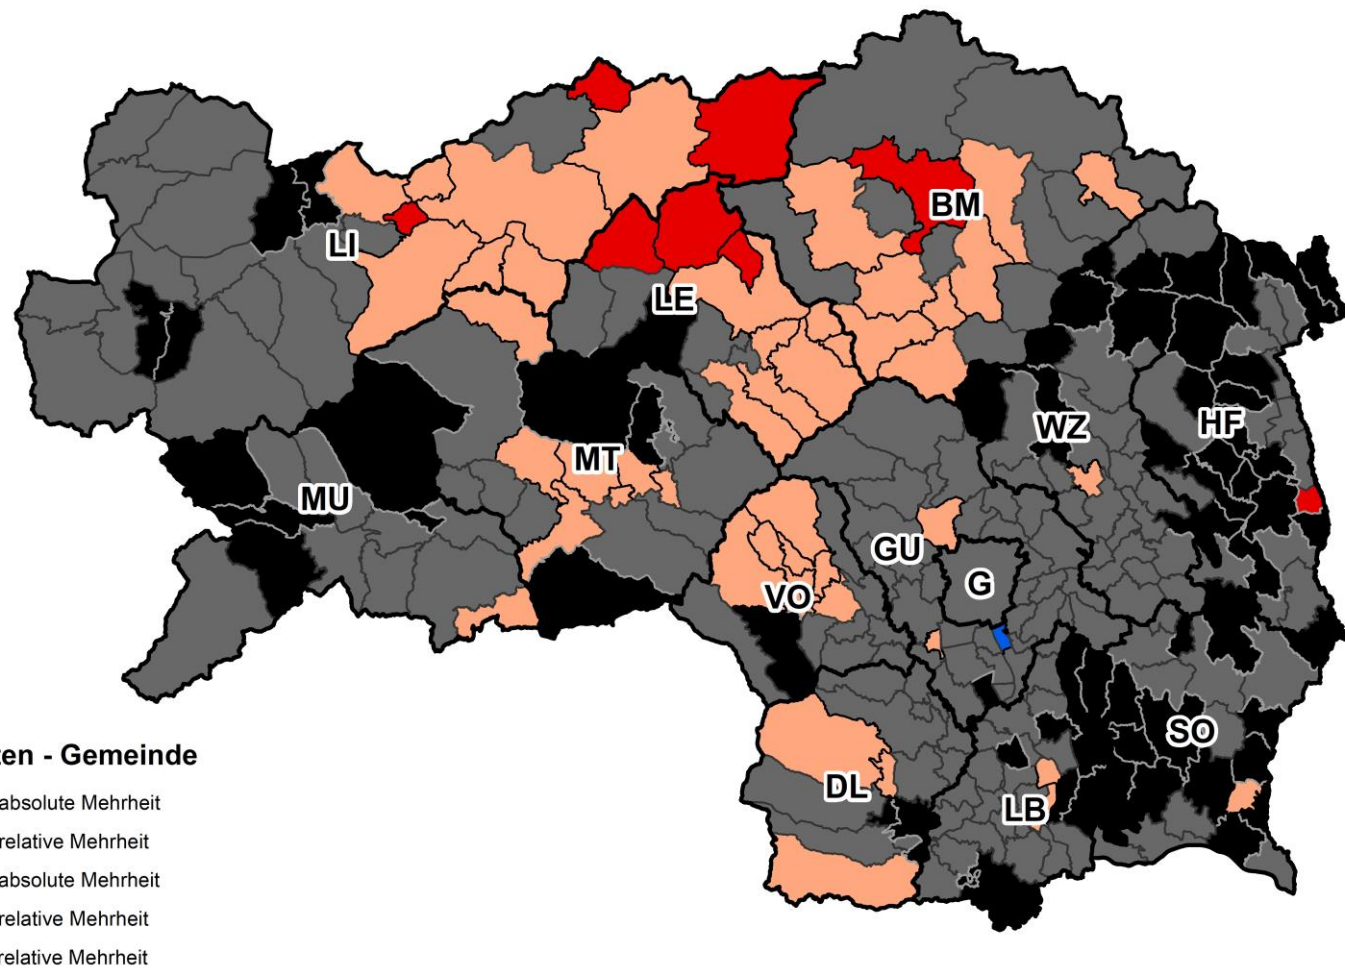 BM
LI
LE
HF
WZ
MT
MU
GU
G
VO
SO
DL
LB
ten - Gemeinde
absolute Mehrheit
relative Mehrheit
absolute Mehrheit
relative Mehrheit
relative Mehrheit